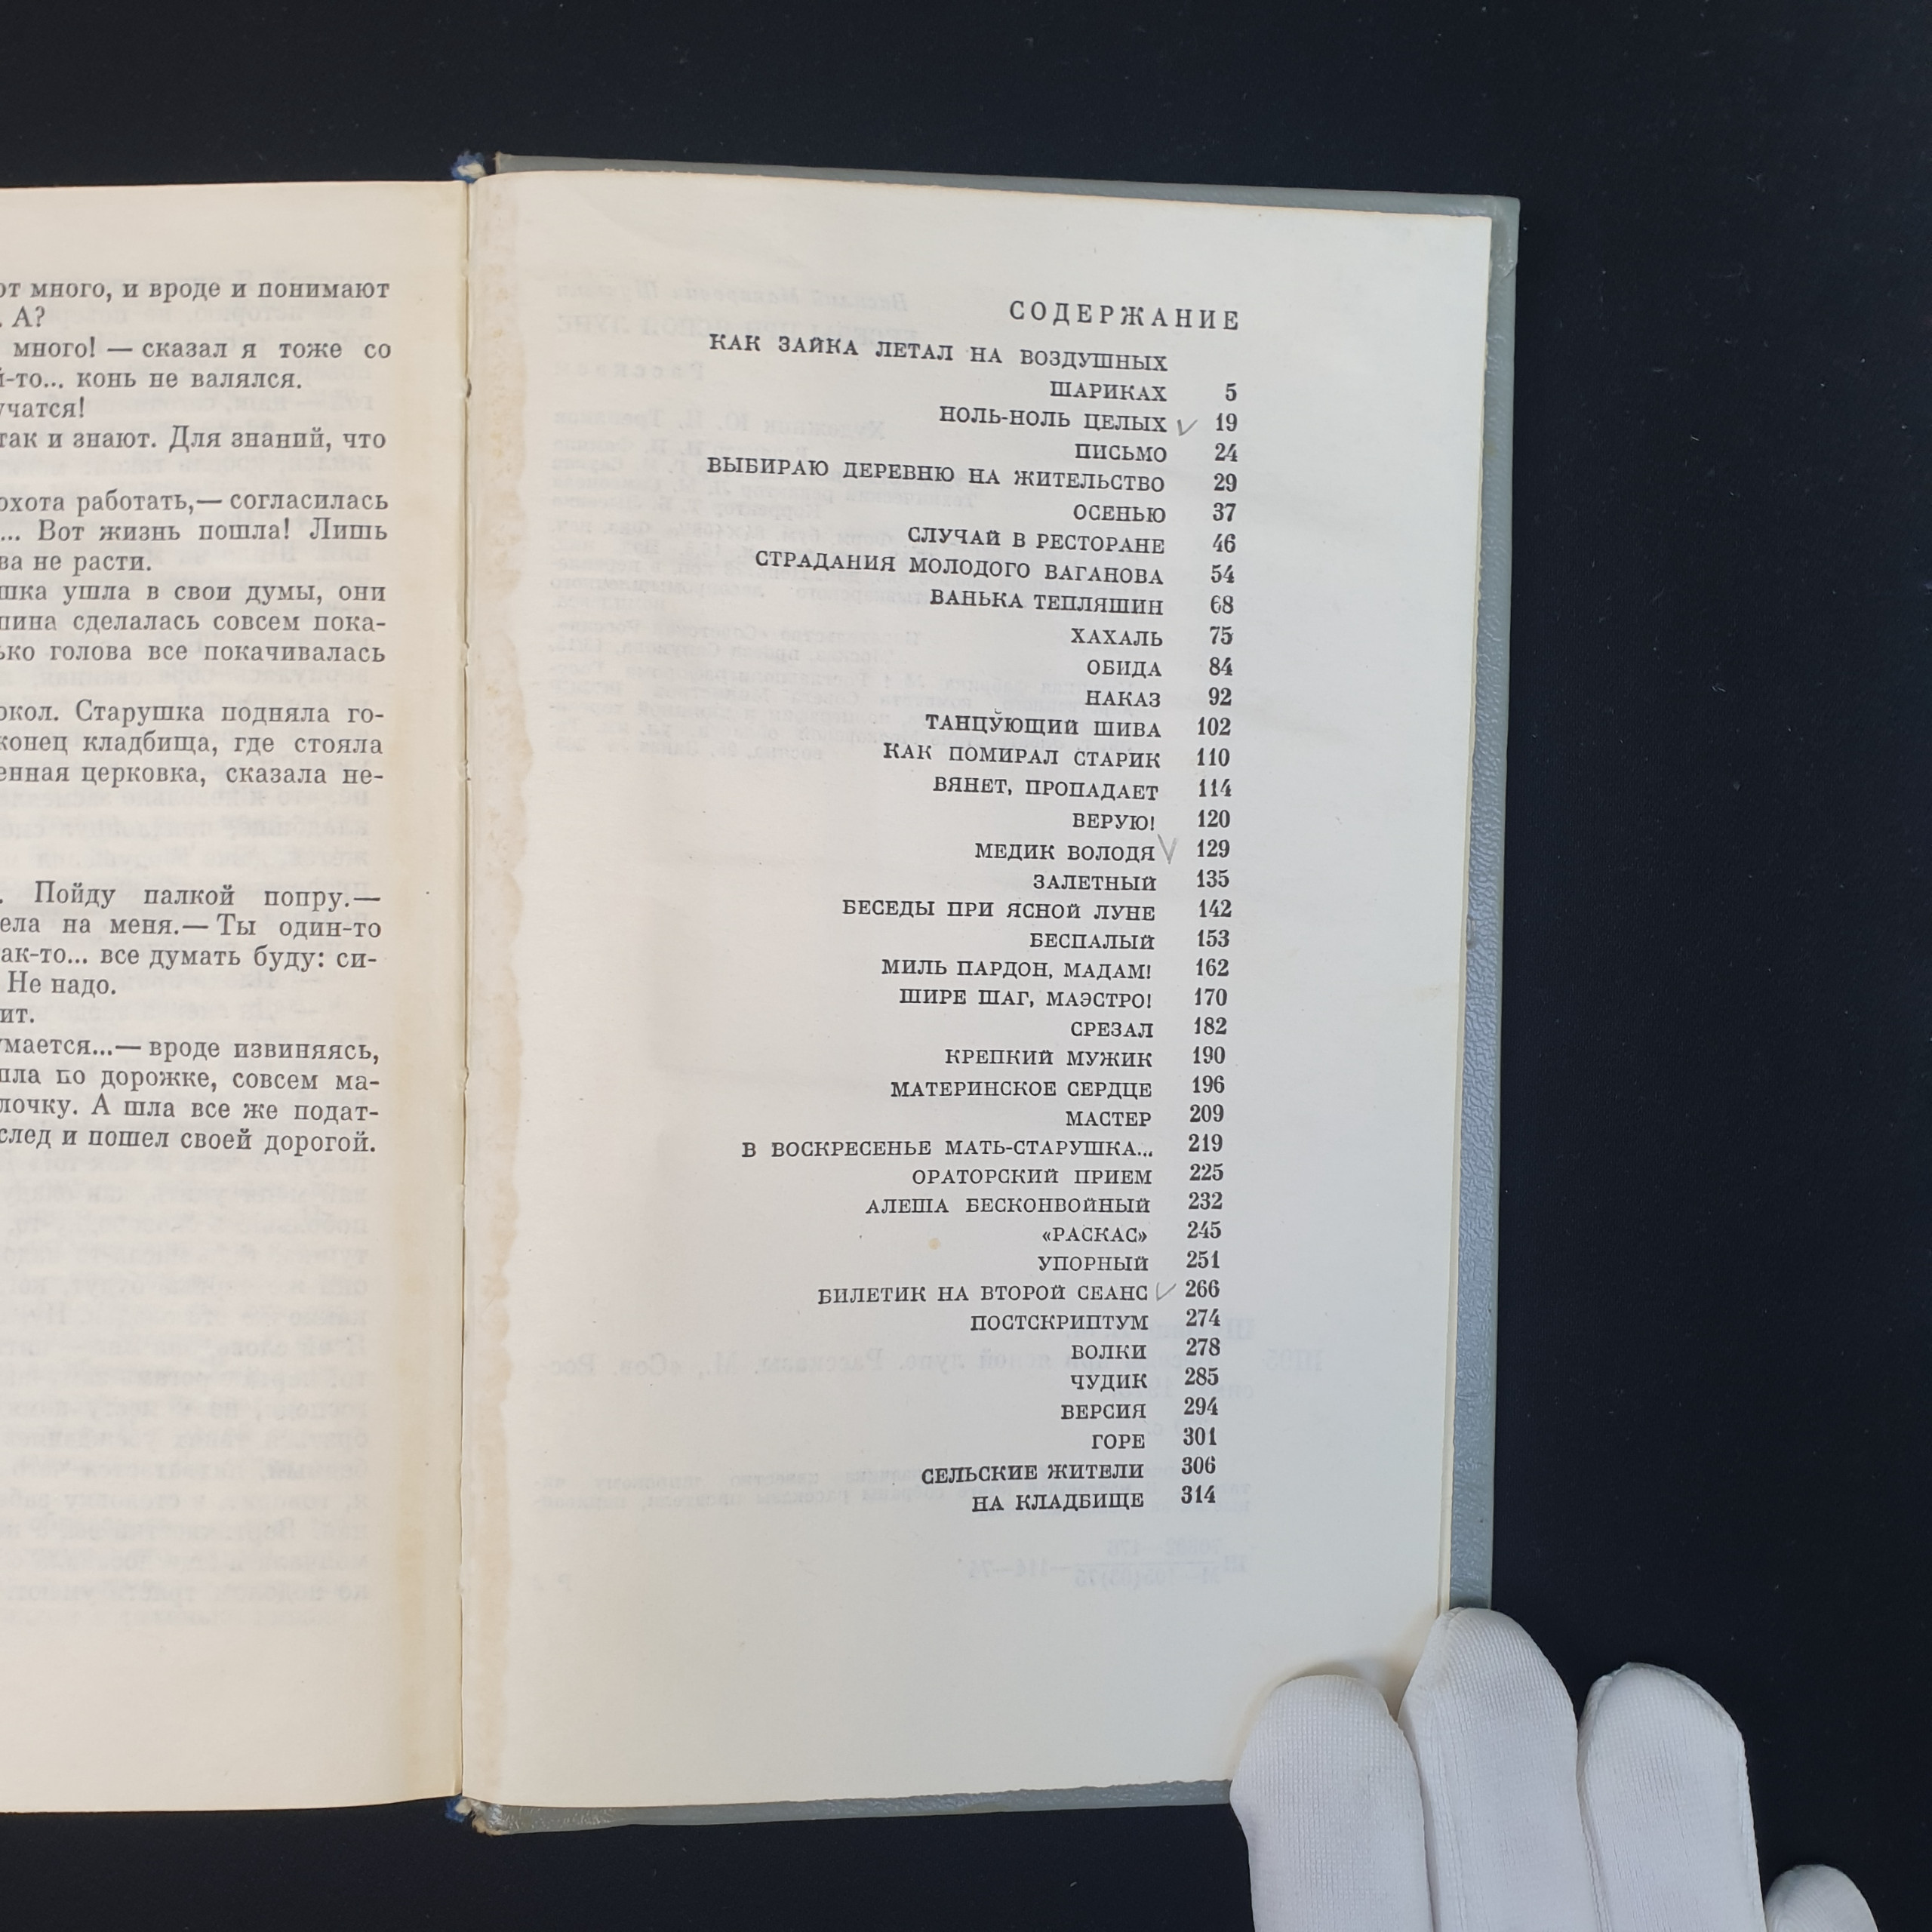 от много, и вроде и понимают
. А?
много! — сказал я тоже со
й-то... конь не валялся.
учатся!
так и знают. Для знаний, что
охота работать,— согласилась
... Вот жизнь пошла! Лишь
ва не расти.
шка ушла в свои думы, они
пина сделалась совсем пока-
ько голова все покачивалась
окол. Старушка подняла го-
конец кладбища, где стояла
енная церковка, сказала не-
. Пойду палкой попру.—
ела на меня.— Ты один-то
ак-то... все думать буду: си-
Не надо.
ит.
умается...— вроде извиняясь,
шла по дорожке, совсем ма-
лочку. А шла все же подат-
след и пошел своей дорогой.
СОДЕРЖАНИЕ
КАК ЗАЙКА ЛЕТАЛ НА ВОЗДУШНЫХ
ШАРИКАХ 5
НОЛЬ-НОЛЬ ЦЕЛЫХ 19
ПИСЬМО 24
ВЫБИРАЮ ДЕРЕВНЮ НА ЖИТЕЛЬСТВО 29
ОСЕНЬЮ 37
СЛУЧАЙ В РЕСТОРАНЕ 46
СТРАДАНИЯ МОЛОДОГО ВАГАНОВА 54
ВАНЬКА ТЕПЛЯШИН 68
ХАХАЛЬ 75
ОБИДА 84
НАКАЗ 92
ТАНЦУЮЩИЙ ШИВА 102
КАК ПОМИРАЛ СТАРИК 110
ВЯНЕТ, ПРОПАДАЕТ 114
ВЕРУЮ! 120
МЕДИК ВОЛОДЯ 129
ЗАЛЕТНЫЙ 135
БЕСЕДЫ ПРИ ЯСНОЙ ЛУНЕ 142
БЕСПАЛЫЙ 153
МИЛЬ ПАРДОН, МАДАМ! 162
ШИРЕ ШАГ, МАЭСТРО! 170
СРЕЗАЛ 182
КРЕПКИЙ МУЖИК 190
МАТЕРИНСКОЕ СЕРДЦЕ 196
МАСТЕР 209
В ВОСКРЕСЕНЬЕ МАТЬ-СТАРУШКА... 219
ОРАТОРСКИЙ ПРИЕМ 225
АЛЕША БЕСКОНВОЙНЫЙ 232
«РАСКАС» 245
УПОРНЫЙ 251
БИЛЕТИК НА ВТОРОЙ СЕАНС 266
ПОСТСКРИПТУМ 274
ВОЛКИ 278
ЧУДИК 285
ВЕРСИЯ 294
ГОРЕ 301
СЕЛЬСКИЕ ЖИТЕЛИ 306
НА КЛАДБИЩЕ 314